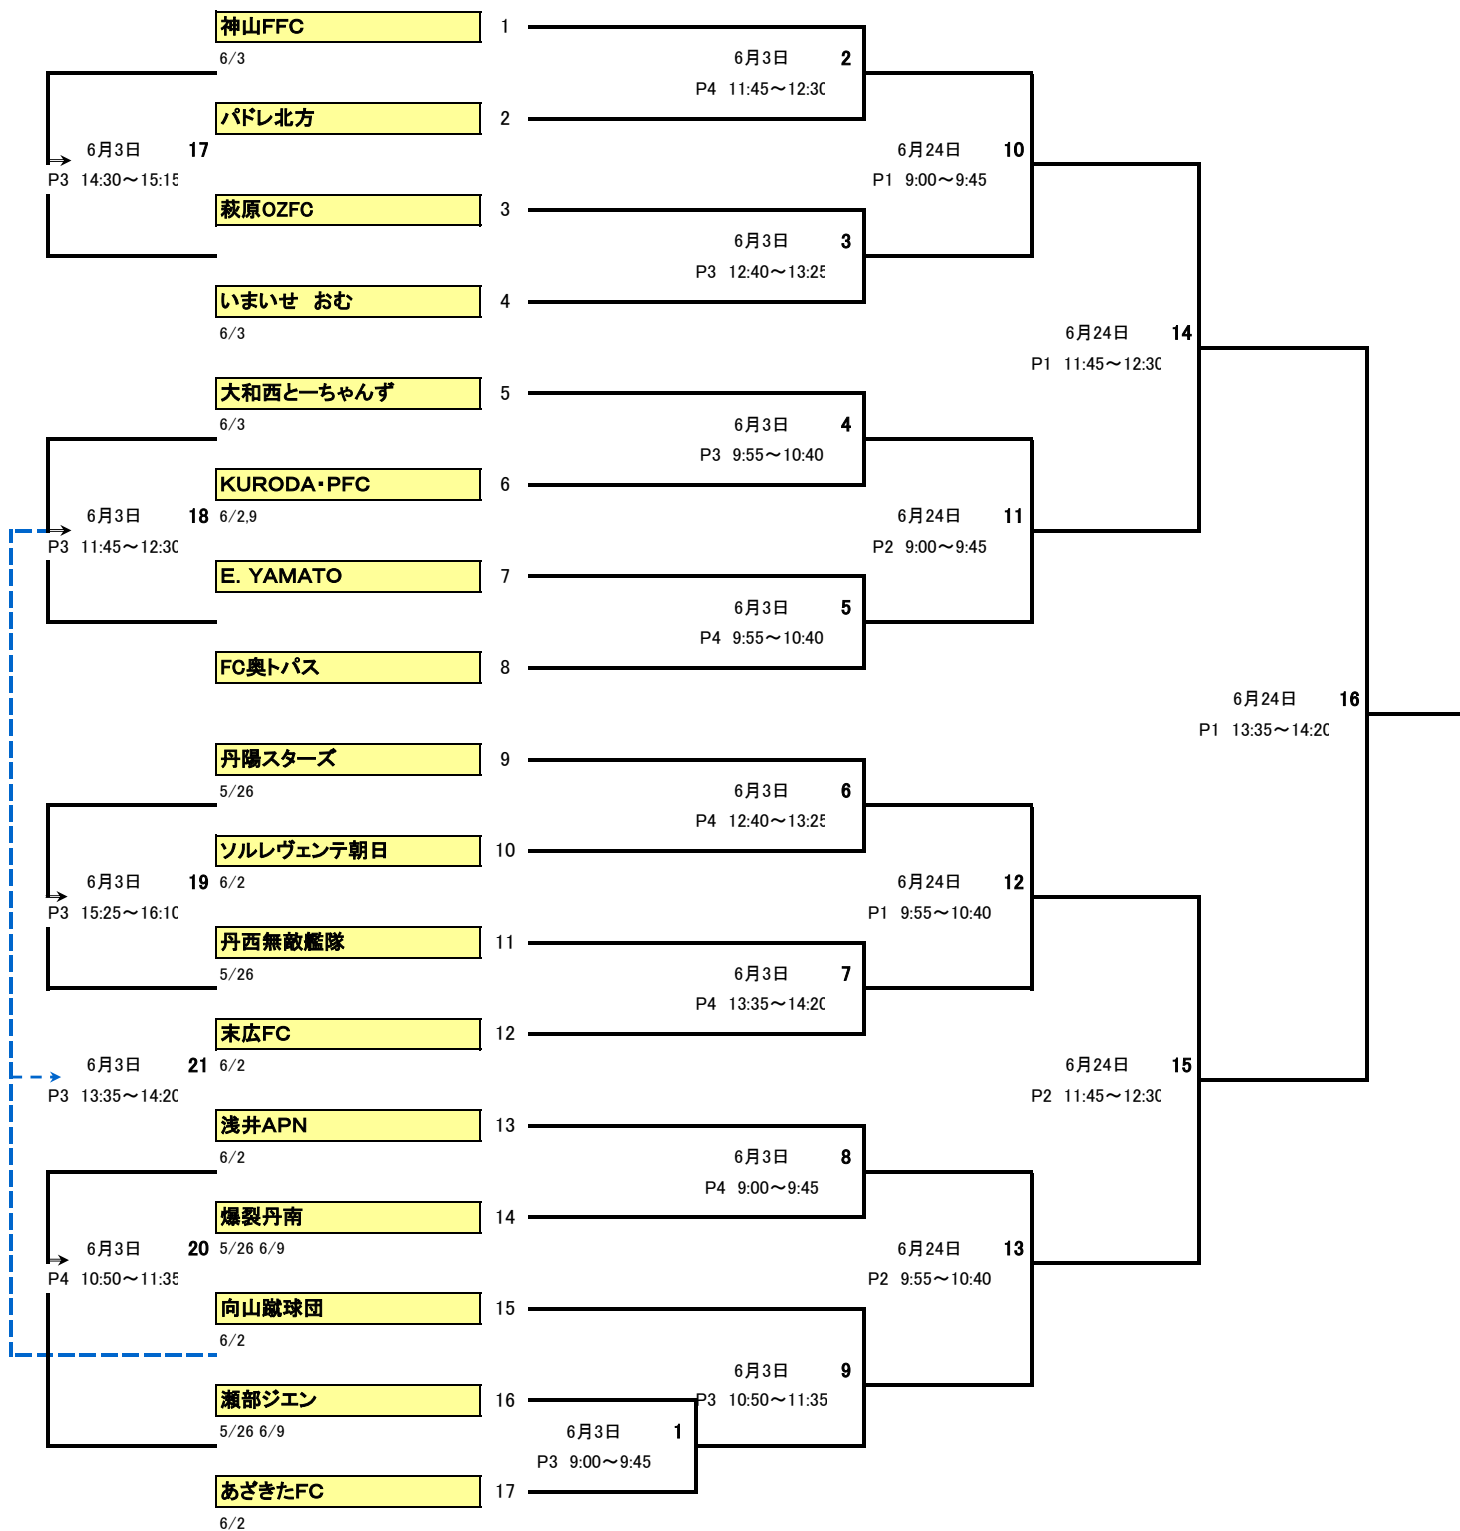 神山FFC 1
6/3
6月3日 2
P4 11:45～12:30
パドレ北方 2
6月3日 17
P3 14:30～15:15
6月24日 10
P1 9:00～9:45
萩原OZFC 3
6月3日 3
P3 12:40～13:25
いまいせ　おむ 4
6/3
6月24日 14
P1 11:45～12:30
大和西とーちゃんず 5
6/3
6月3日 4
P3 9:55～10:40
KURODA・PFC 6
6月3日 18 6/2,9
P3 11:45～12:30
6月24日 11
P2 9:00～9:45
E. YAMATO 7
6月3日 5
P4 9:55～10:40
FC奥トパス 8
6月24日 16
P1 13:35～14:20
丹陽スターズ 9
5/26
6月3日 6
P4 12:40～13:25
ソルレヴェンテ朝日 10
6月3日 19 6/2
P3 15:25～16:10
6月24日 12
P1 9:55～10:40
丹西無敵艦隊 11
5/26
6月3日 7
P4 13:35～14:20
末広FC 12
6月3日 21 6/2
P3 13:35～14:20
6月24日 15
P2 11:45～12:30
浅井APN 13
6/2
6月3日 8
P4 9:00～9:45
爆裂丹南 14
6月3日 20 5/26 6/9
P4 10:50～11:35
6月24日 13
P2 9:55～10:40
向山蹴球団 15
6/2
6月3日 9
P3 10:50～11:35
瀬部ジエン 16
5/26 6/9
6月3日 1
P3 9:00～9:45
あざきたFC 17
6/2